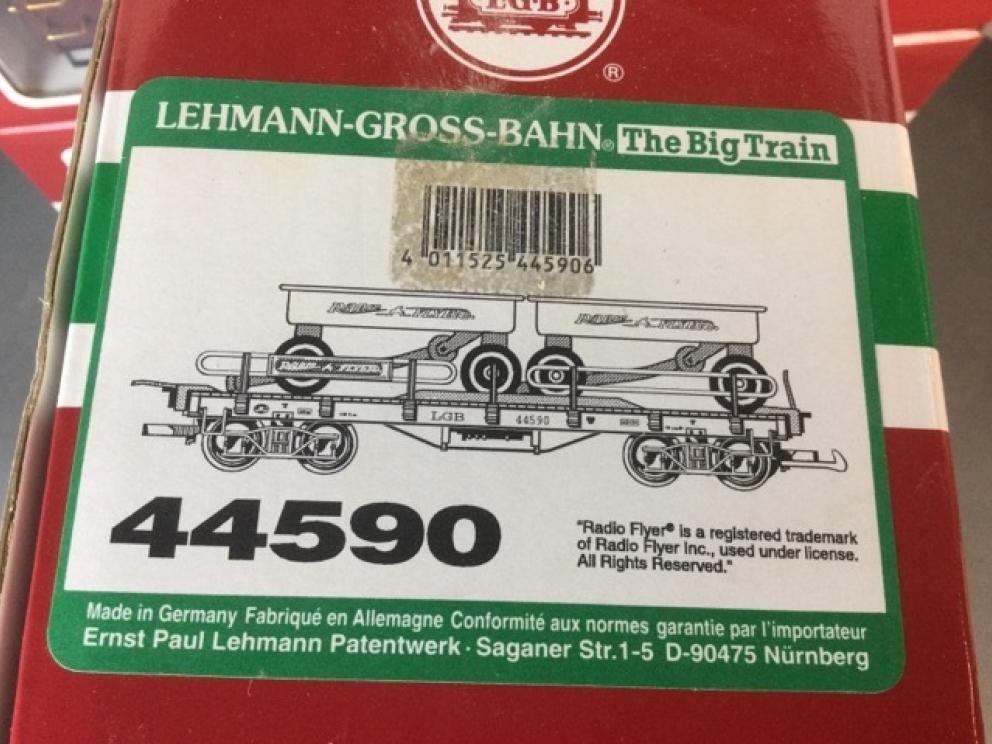 LGB
®
LEHMANN-GROSS-BAHN® The Big Train
4 011525 445906
RADIO FLYER. RADIO FLYER.
RADIO FLYER
LGB 44590
44590
"Radio Flyer® is a registered trademark
of Radio Flyer Inc., used under license.
All Rights Reserved."
Made in Germany Fabriqué en Allemagne Conformité aux normes garantie par l'importateur
Ernst Paul Lehmann Patentwerk · Saganer Str.1-5 D-90475 Nürnberg